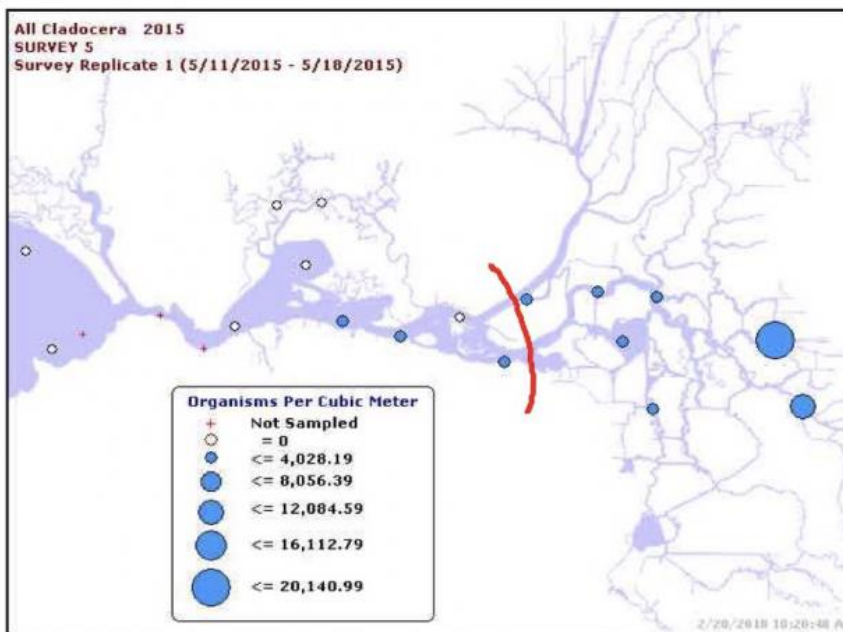 All Cladocera 2015
SURVEY 5
Survey Replicate 1 (5/11/2015 - 5/18/2015)
Organisms Per Cubic Meter
Not Sampled
= 0
<= 4,028.19
<= 8,056.39
<= 12,084.59
<= 16,112.79
<= 20,140.99
2/20/2018 10:20:48 A